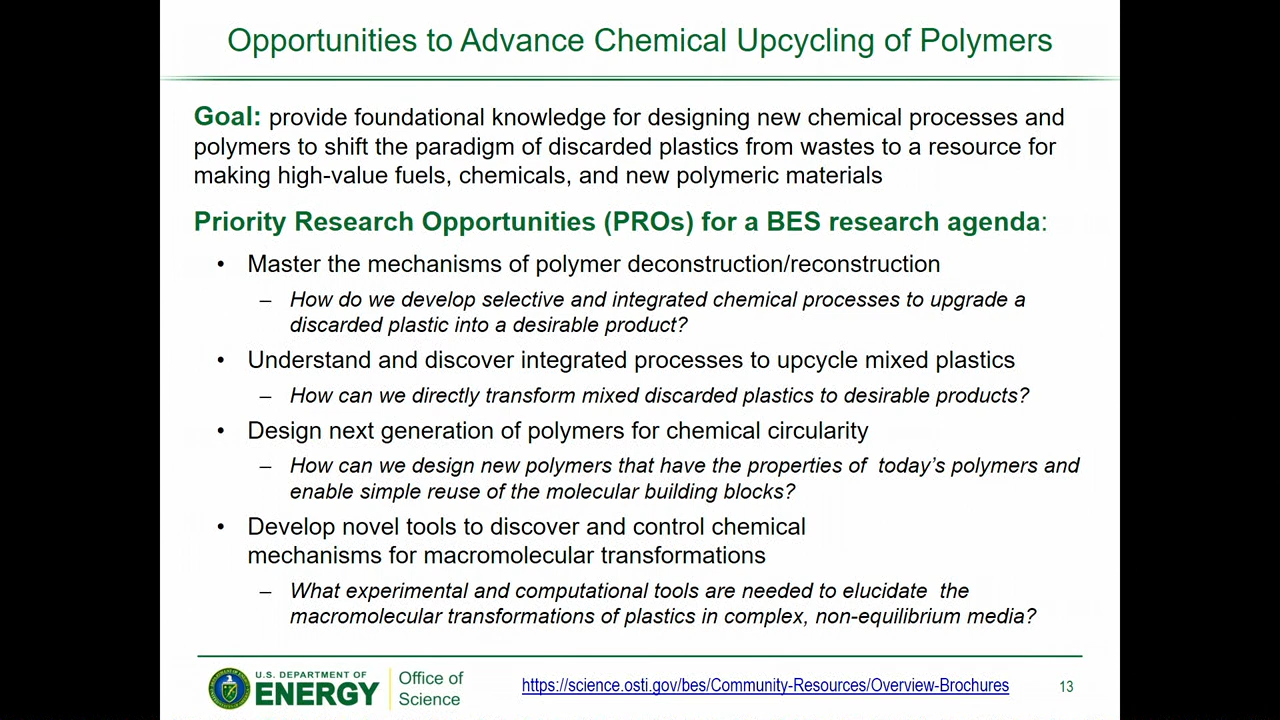 Opportunities to Advance Chemical Upcycling of Polymers
Goal: provide foundational knowledge for designing new chemical processes and
polymers to shift the paradigm of discarded plastics from wastes to a resource for
making high-value fuels, chemicals, and new polymeric materials
Priority Research Opportunities (PROs) for a BES research agenda:
• Master the mechanisms of polymer deconstruction/reconstruction
– How do we develop selective and integrated chemical processes to upgrade a
discarded plastic into a desirable product?
• Understand and discover integrated processes to upcycle mixed plastics
– How can we directly transform mixed discarded plastics to desirable products?
• Design next generation of polymers for chemical circularity
– How can we design new polymers that have the properties of  today's polymers and
enable simple reuse of the molecular building blocks?
• Develop novel tools to discover and control chemical
mechanisms for macromolecular transformations
– What experimental and computational tools are needed to elucidate  the
macromolecular transformations of plastics in complex, non-equilibrium media?
U.S. DEPARTMENT OF
ENERGY
Office of
Science
https://science.osti.gov/bes/Community-Resources/Overview-Brochures
13